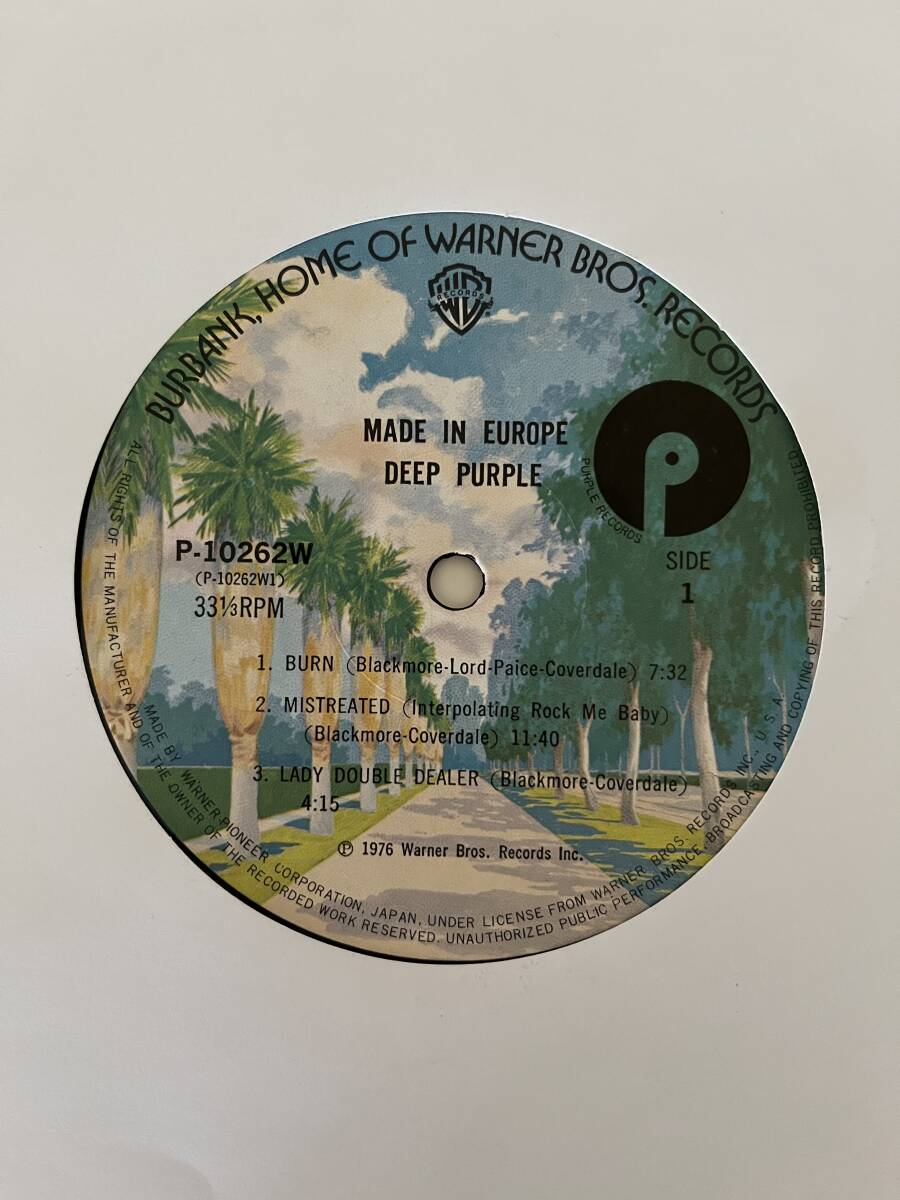 BURBANK, HOME OF WARNER BROS. RECORDS
RECORDS
MADE IN EUROPE
DEEP PURPLE
PURPLE RECORDS
P-10262W
(P-10262W1)
33⅓RPM
SIDE
1
1. BURN (Blackmore-Lord-Paice-Coverdale) 7:32
2. MISTREATED (Interpolating Rock Me Baby)
(Blackmore-Coverdale) 11:40
3. LADY DOUBLE DEALER (Blackmore-Coverdale)
4:15
℗ 1976 Warner Bros. Records Inc.
MADE BY WARNER-PIONEER CORPORATION, JAPAN, UNDER LICENSE FROM WARNER BROS. RECORDS INC., U.S.A.
ALL RIGHTS OF THE MANUFACTURER AND OF THE OWNER OF THE RECORDED WORK RESERVED. UNAUTHORIZED PUBLIC PERFORMANCE, BROADCASTING AND COPYING OF THIS RECORD PROHIBITED